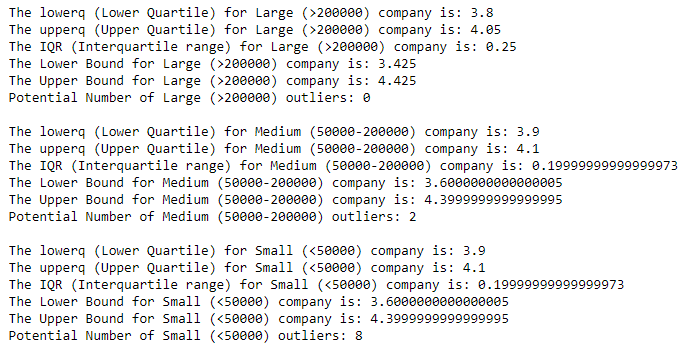 The lowerq (Lower Quartile) for Large (>200000) company is: 3.8
The upperq (Upper Quartile) for Large (>200000) company is: 4.05
The IQR (Interquartile range) for Large (>200000) company is: 0.25
The Lower Bound for Large (>200000) company is: 3.425
The Upper Bound for Large (>200000) company is: 4.425
Potential Number of Large (>200000) outliers: 0

The lowerq (Lower Quartile) for Medium (50000-200000) company is: 3.9
The upperq (Upper Quartile) for Medium (50000-200000) company is: 4.1
The IQR (Interquartile range) for Medium (50000-200000) company is: 0.19999999999999973
The Lower Bound for Medium (50000-200000) company is: 3.6000000000000005
The Upper Bound for Medium (50000-200000) company is: 4.3999999999999995
Potential Number of Medium (50000-200000) outliers: 2

The lowerq (Lower Quartile) for Small (<50000) company is: 3.9
The upperq (Upper Quartile) for Small (<50000) company is: 4.1
The IQR (Interquartile range) for Small (<50000) company is: 0.19999999999999973
The Lower Bound for Small (<50000) company is: 3.6000000000000005
The Upper Bound for Small (<50000) company is: 4.3999999999999995
Potential Number of Small (<50000) outliers: 8